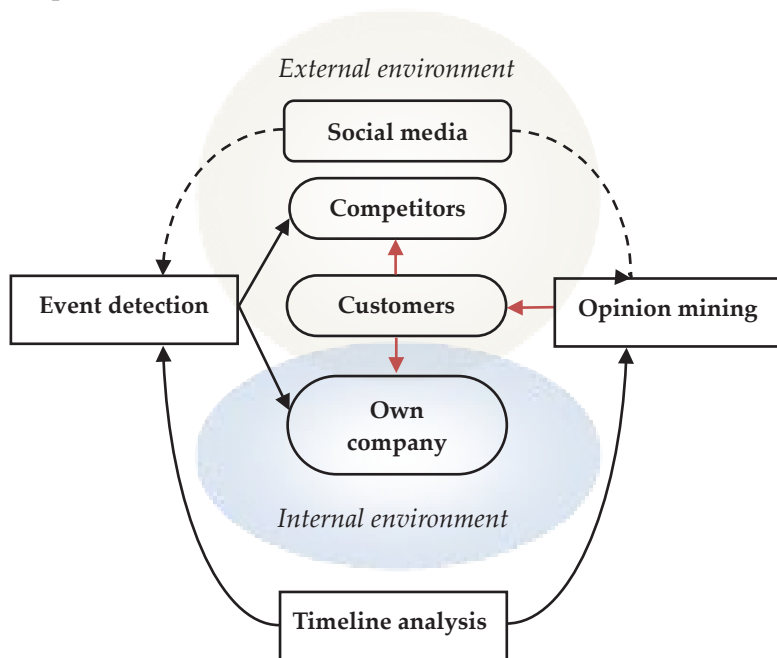 External environment
Social media
Competitors
Event detection
Customers
Opinion mining
Own
company
Internal environment
Timeline analysis